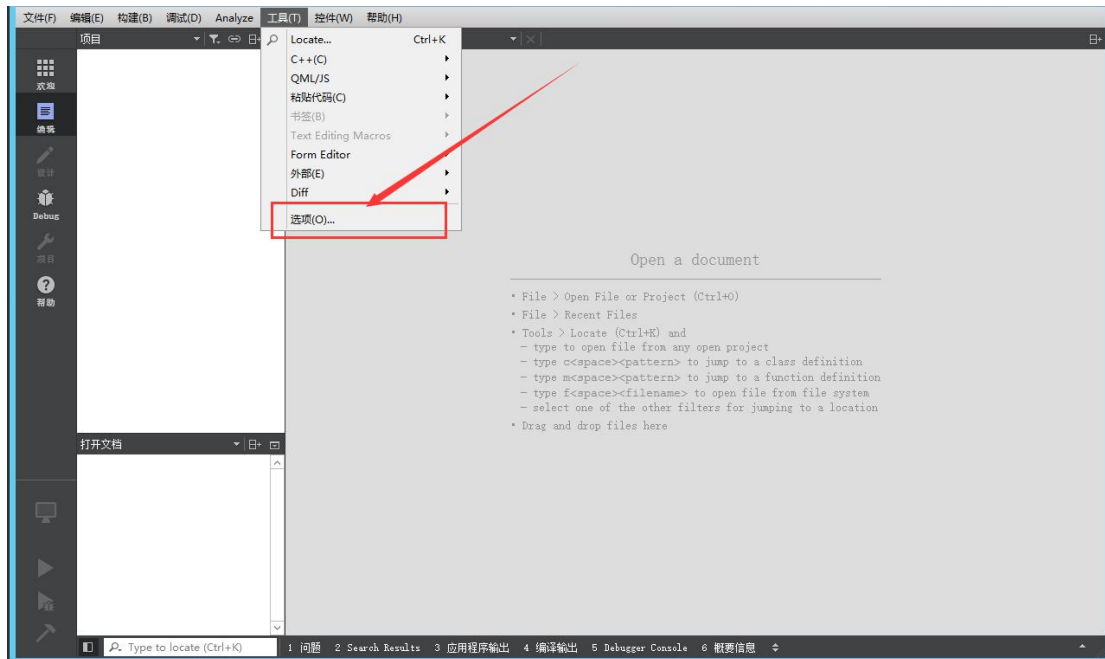 文件(F) 编辑(E) 构建(B) 调试(D) Analyze 工具(T) 控件(W) 帮助(H)
项目
Locate... Ctrl+K
C++(C)
QML/JS
粘贴代码(C)
书签(B)
Text Editing Macros
Form Editor
外部(E)
Diff
选项(O)...
欢迎
编辑
设计
Debug
项目
帮助
Open a document
• File > Open File or Project (Ctrl+O)
• File > Recent Files
• Tools > Locate (Ctrl+K) and
- type to open file from any open project
- type c<space><pattern> to jump to a class definition
- type m<space><pattern> to jump to a function definition
- type f<space><filename> to open file from file system
- select one of the other filters for jumping to a location
• Drag and drop files here
打开文档
Type to locate (Ctrl+K) 1 问题 2 Search Results 3 应用程序输出 4 编译输出 5 Debugger Console 6 概要信息